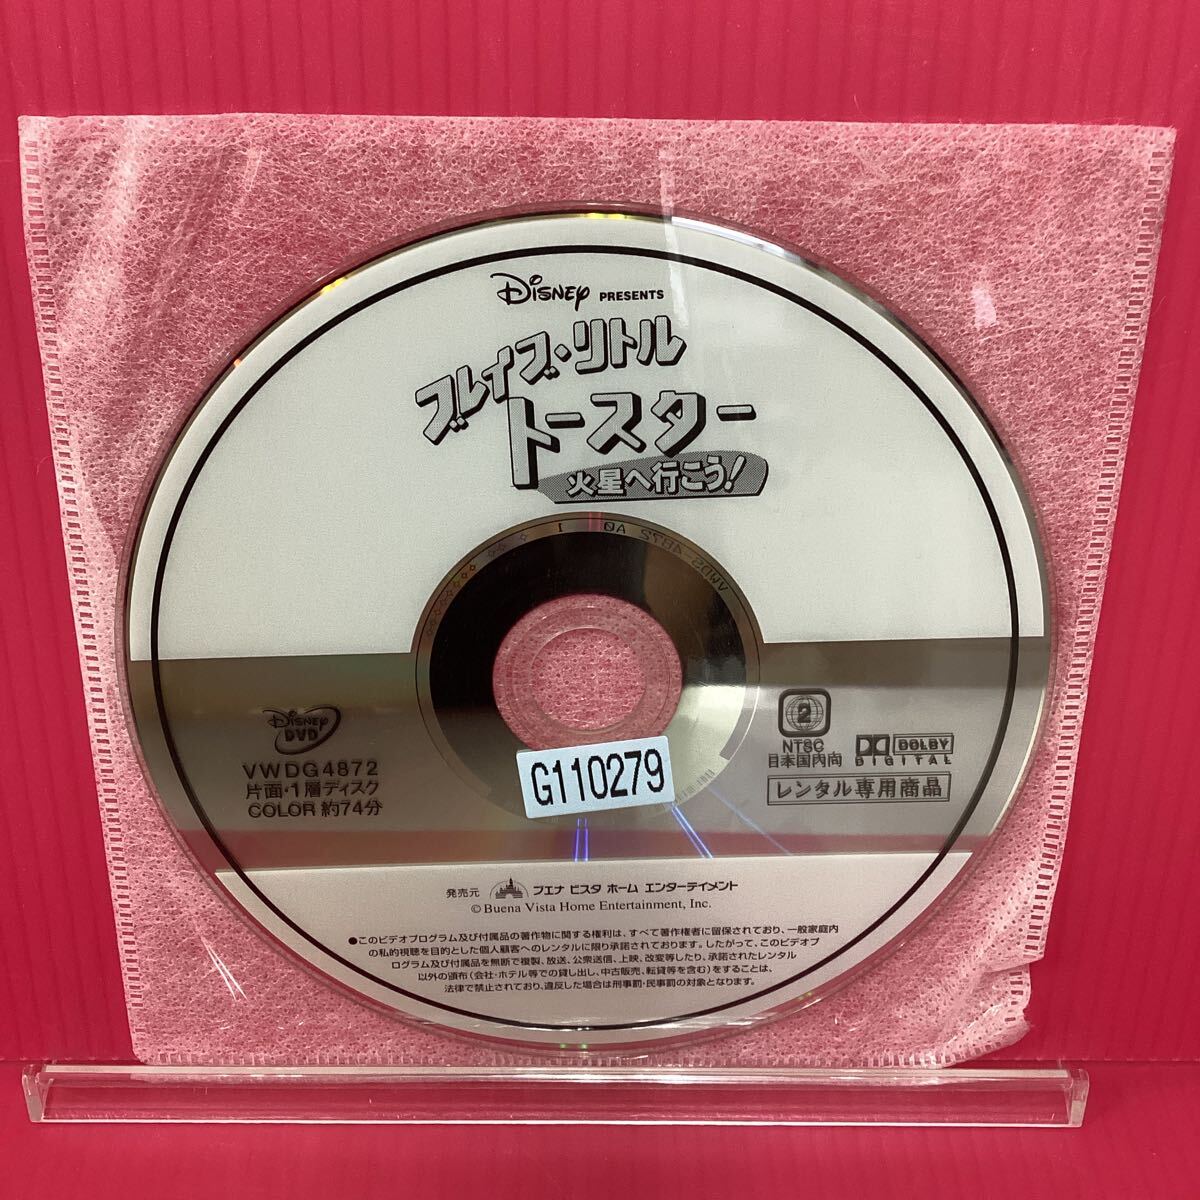 Disney PRESENTS
ブレイブ・リトル
トースター
火星へ行こう!
VWDS-4872 A0 1
Disney
DVD
VWDG4872
片面・1層ディスク
COLOR 約74分
G110279
2
NTSC
日本国内向
DOLBY
DIGITAL
レンタル専用商品
発売元 ブエナ ビスタ ホーム エンターテイメント
© Buena Vista Home Entertainment, Inc.
●このビデオプログラム及び付属品の著作物に関する権利は、すべて著作権者に留保されており、一般家庭内
の私的視聴を目的とした個人顧客へのレンタルに限り承諾されております。したがって、このビデオプ
ログラム及び付属品を無断で複製、放送、公衆送信、上映、改変等したり、承諾されたレンタル
以外の頒布(会社・ホテル等での貸し出し、中古販売、転貸等を含む)をすることは、
法律で禁止されており、違反した場合は刑事罰・民事罰の対象となります。